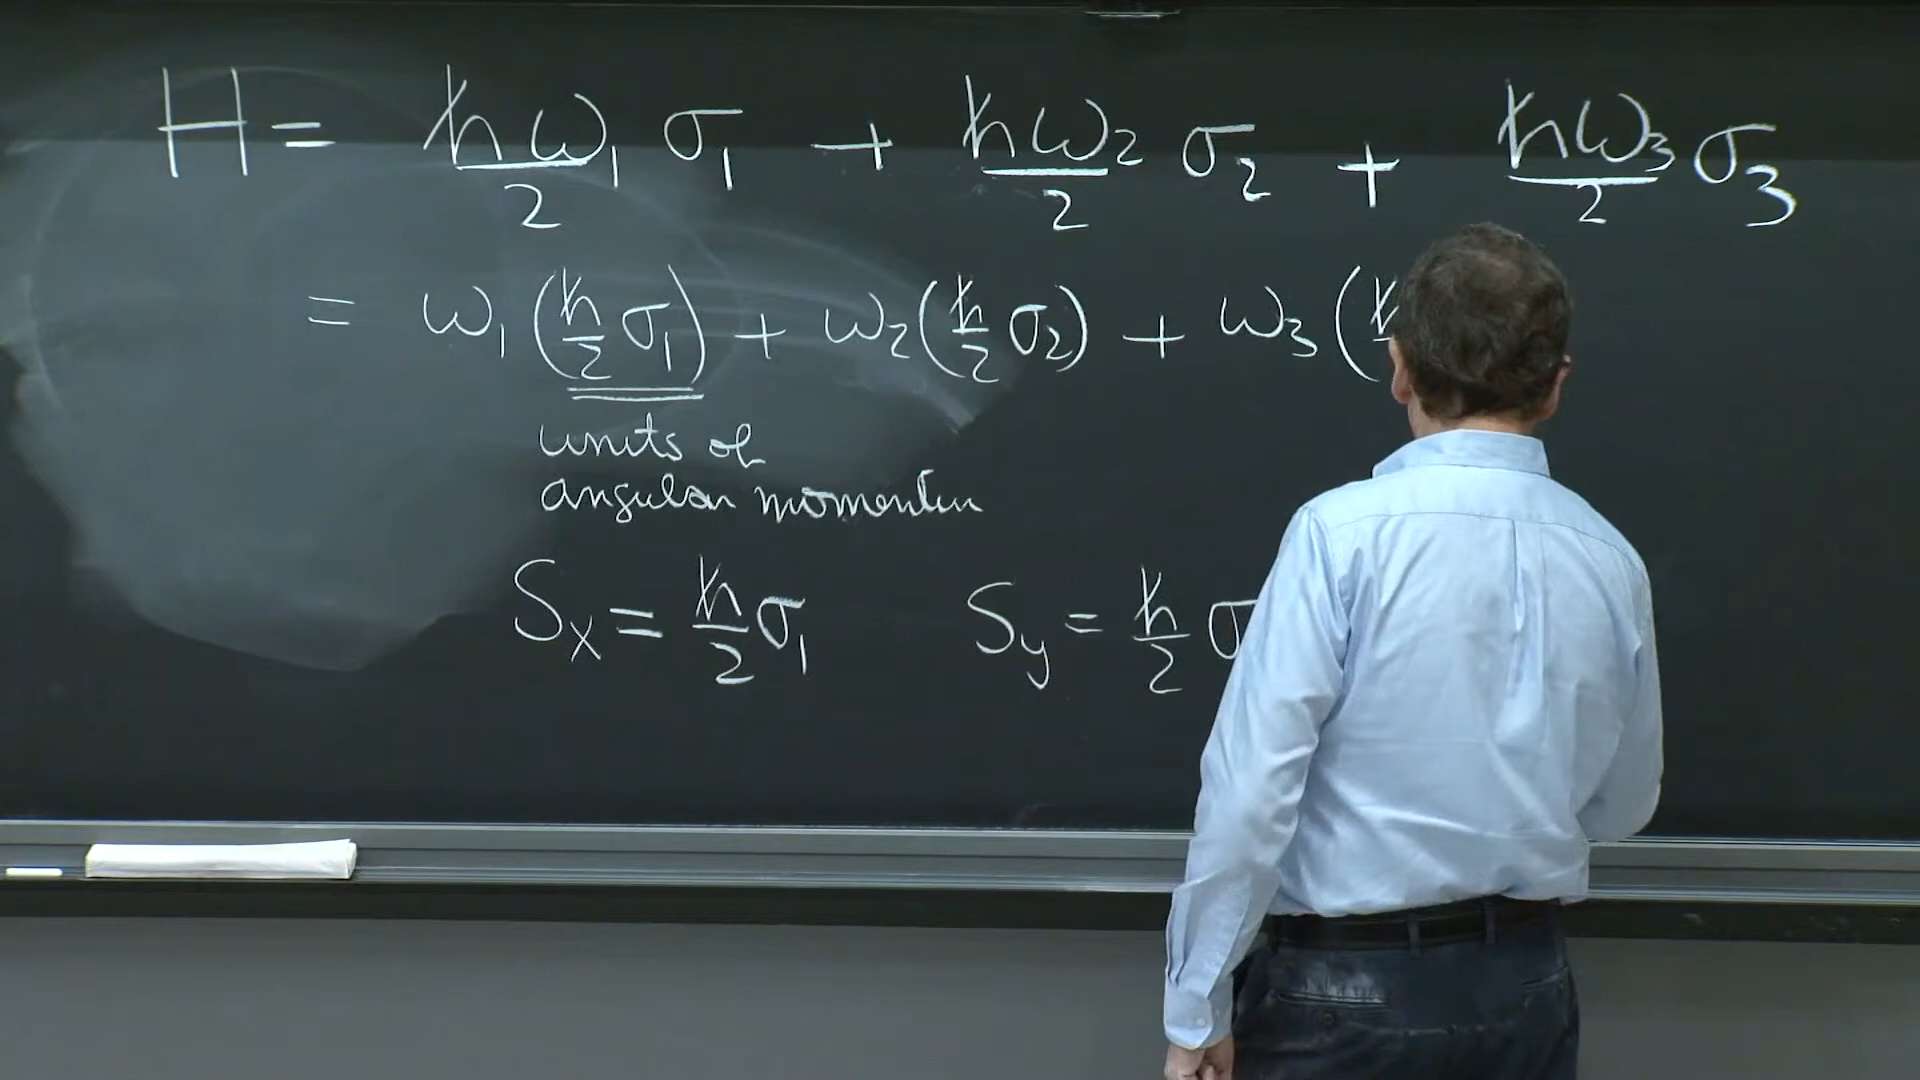 H = ħω₁/2 σ₁ + ħω₂/2 σ₂ + ħω₃/2 σ₃
= ω₁ (ħ/2 σ₁) + ω₂ (ħ/2 σ₂) + ω₃ (ħ
units of
angular momentum
Sx = ħ/2 σ₁ Sy = ħ/2 σ